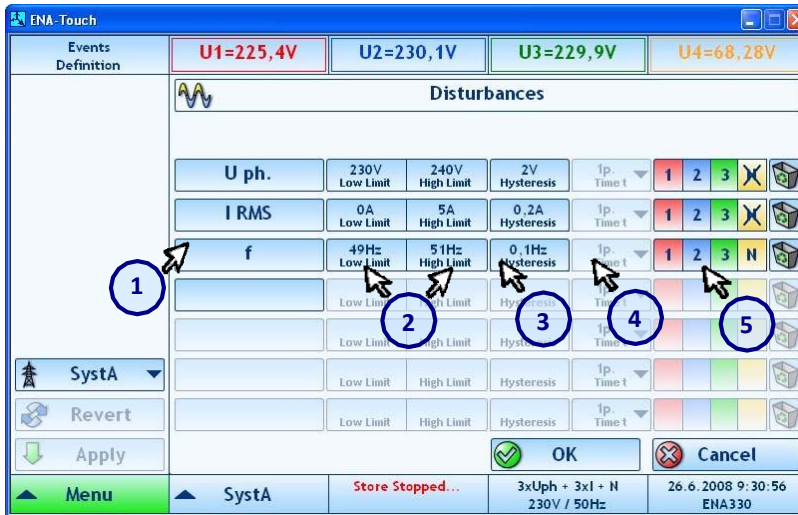 ENA-Touch
Events
Definition
U1=225,4V U2=230,1V U3=229,9V U4=68,28V
Disturbances
U ph. 230V 240V 2V 1p. 1 2 3
Low Limit High Limit Hysteresis Time t
I RMS 0A 5A 0,2A 1p. 1 2 3
Low Limit High Limit Hysteresis Time t
f 49Hz 51Hz 0,1Hz 1p. 1 2 3 N
Low Limit High Limit Hysteresis Time t
1 2 3 4 5
1p.
Low Limit High Limit Hysteresis Time t
1p.
Low Limit High Limit Hysteresis Time t
1p.
Low Limit High Limit Hysteresis Time t
1p.
Low Limit High Limit Hysteresis Time t
SystA
Revert
Apply
OK Cancel
Menu SystA Store Stopped... 3xUph + 3xI + N 26.6.2008 9:30:56
230V / 50Hz ENA330